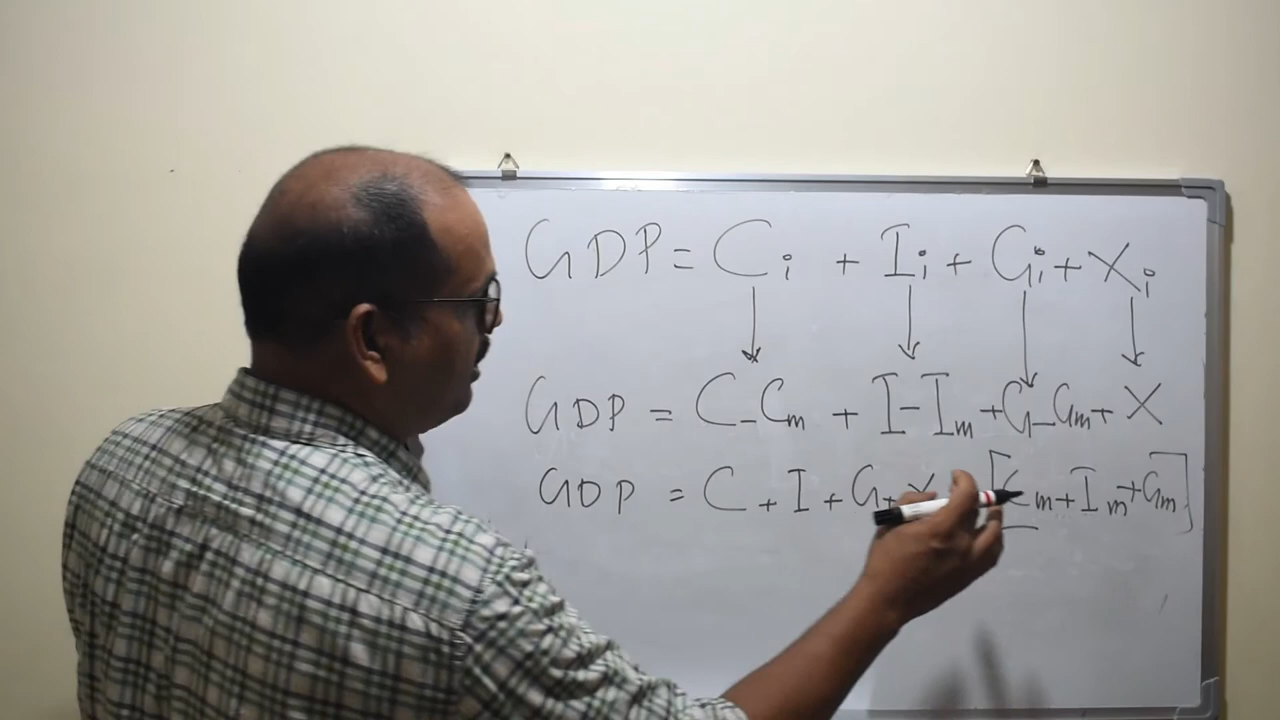 GDP = Ci + Ii + Gi + Xi
GDP = C - Cm + I - Im + G - Gm + X
GDP = C + I + G + X [Cm + Im + Gm]